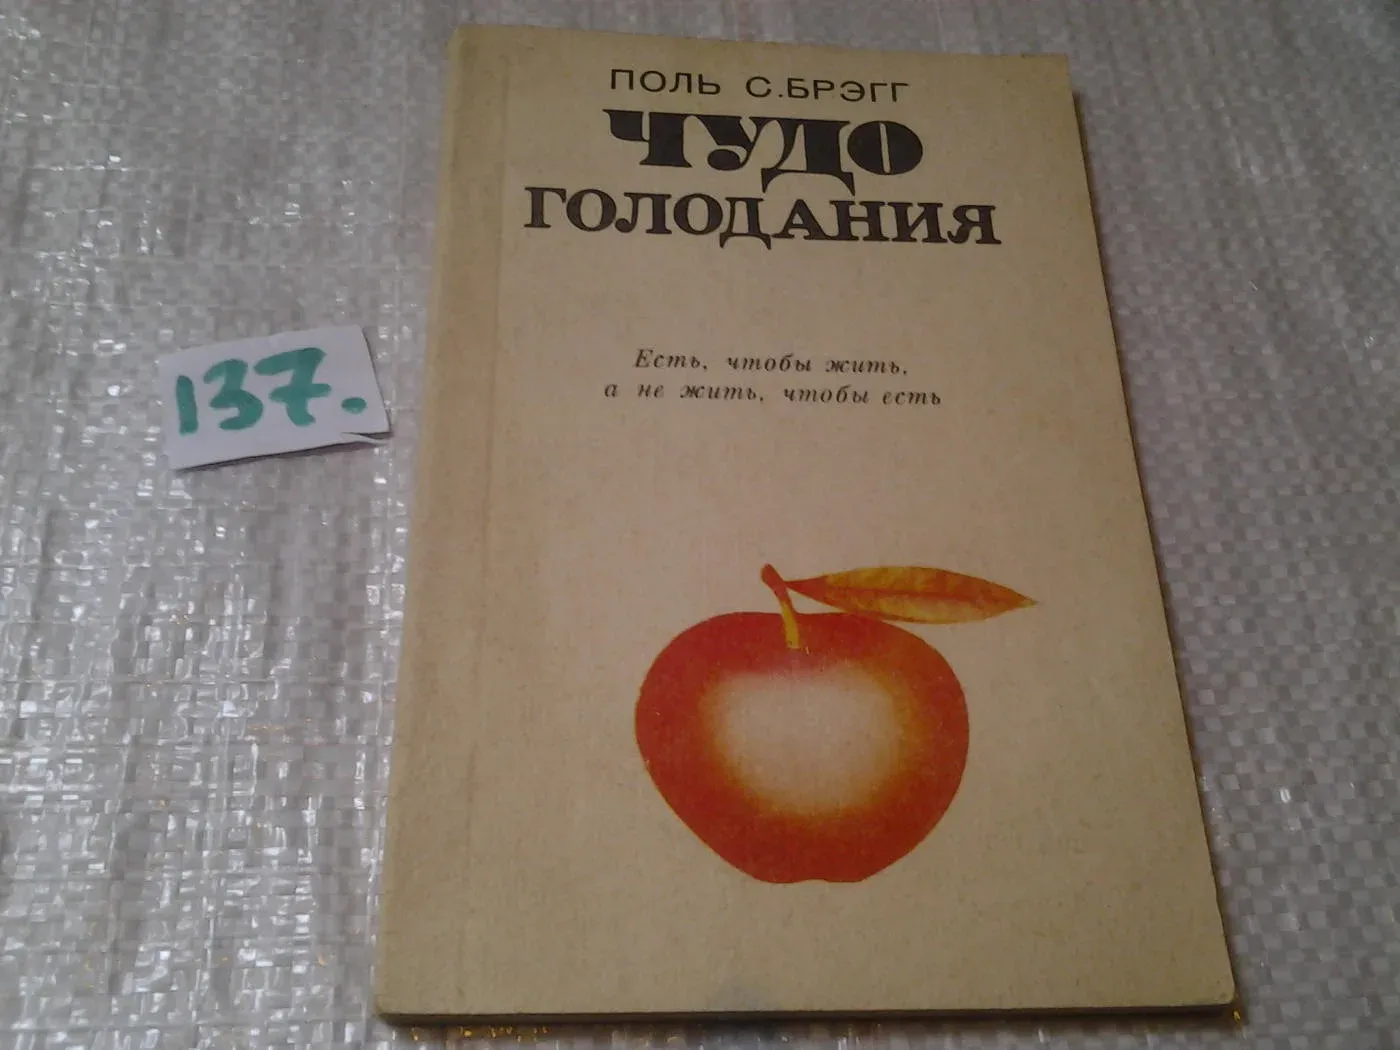 ПОЛЬ С.БРЭГГ
ЧУДО
ГОЛОДАНИЯ
137.
Есть, чтобы жить,
а не жить, чтобы есть